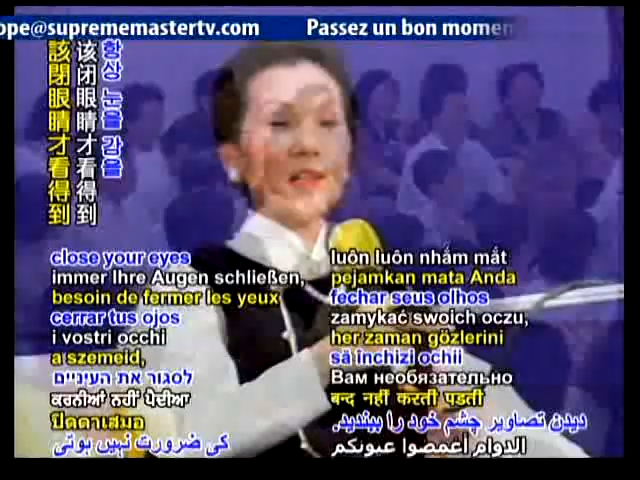 ope@suprememastertv.com Passez un bon momen
該閉眼睛才看得到
该闭眼睛才看得到
항상 눈을 감을
close your eyes
immer Ihre Augen schließen,
besoin de fermer les yeux
cerrar tus ojos
i vostri occhi
a szemeid,
לסגור את העיניים
ਕਰਨੀਆਂ ਨਹੀਂ ਪੈਂਦੀਆ
ปิดตาเสมอ
کی ضرورت نہیں ہوتی
luôn luôn nhắm mắt
pejamkan mata Anda
fechar seus olhos
zamykać swoich oczu,
her zaman gözlerini
să închizi ochii
Вам необязательно
बन्द नहीं करती पड़ती
دیدن تصاویر چشم خود را ببندید.
الدوام أغمضوا عيونكم